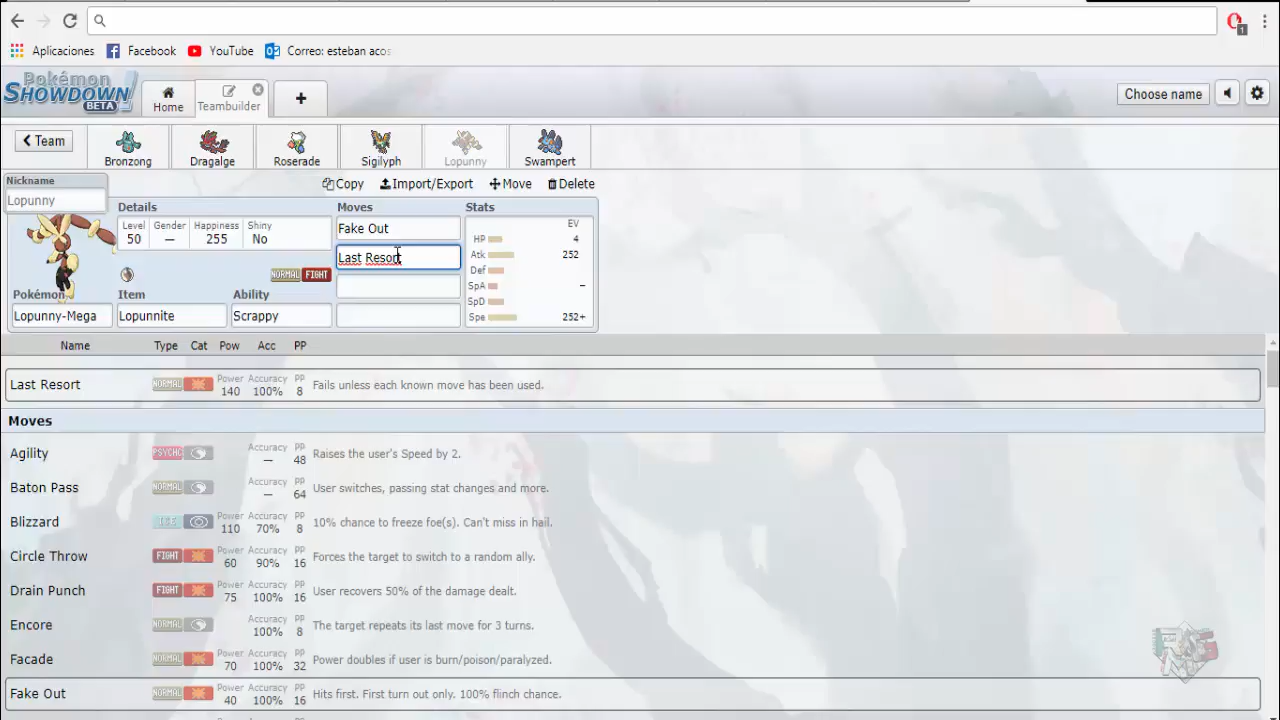 Aplicaciones Facebook YouTube Correo: esteban acos
Pokémon
SHOWDOWN!
BETA
Home
Teambuilder
+
Choose name
Team
Bronzong
Dragalge
Roserade
Sigilyph
Lopunny
Swampert
Nickname
Lopunny
Copy Import/Export Move Delete
Details
Level Gender Happiness Shiny
50 — 255 No
NORMAL FIGHT
Pokémon Item Ability
Lopunny-Mega Lopunnite Scrappy
Moves
Fake Out
Last Resort
Stats
EV
HP 4
Atk 252
Def
SpA –
SpD
Spe 252+
Name Type Cat Pow Acc PP
Last Resort NORMAL Power 140 Accuracy 100% PP 8 Fails unless each known move has been used.
Moves
Agility PSYCHC Accuracy — PP 48 Raises the user's Speed by 2.
Baton Pass NORMAL Accuracy — PP 64 User switches, passing stat changes and more.
Blizzard ICE Power 110 Accuracy 70% PP 8 10% chance to freeze foe(s). Can't miss in hail.
Circle Throw FIGHT Power 60 Accuracy 90% PP 16 Forces the target to switch to a random ally.
Drain Punch FIGHT Power 75 Accuracy 100% PP 16 User recovers 50% of the damage dealt.
Encore NORMAL Accuracy 100% PP 8 The target repeats its last move for 3 turns.
Facade NORMAL Power 70 Accuracy 100% PP 32 Power doubles if user is burn/poison/paralyzed.
Fake Out NORMAL Power 40 Accuracy 100% PP 16 Hits first. First turn out only. 100% flinch chance.